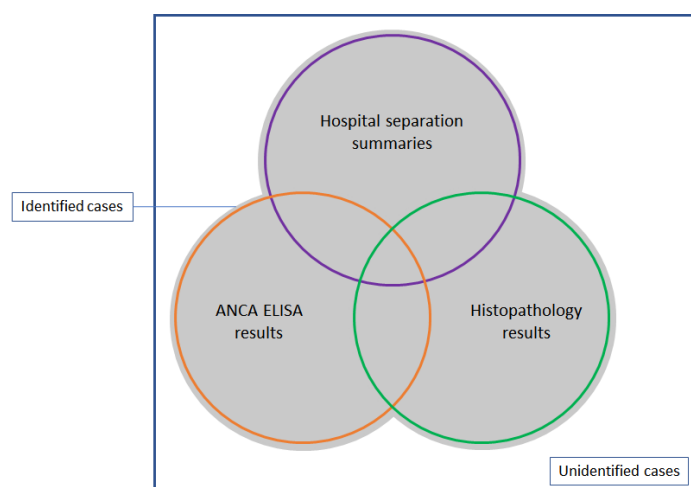 Hospital separation
summaries
Identified cases
ANCA ELISA
results
Histopathology
results
Unidentified cases